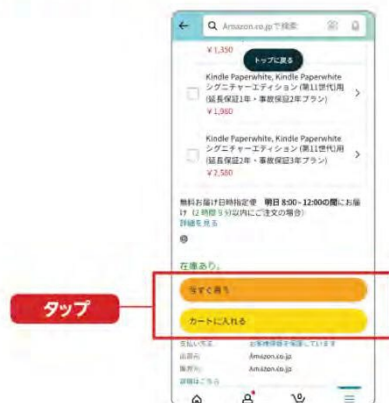 Amazon.co.jpで検索
¥1,350
トップに戻る
Kindle Paperwhite, Kindle Paperwhite
シグニチャーエディション (第11世代)用
(延長保証1年・事故保証2年プラン)
¥1,980
Kindle Paperwhite, Kindle Paperwhite
シグニチャーエディション (第11世代)用
(延長保証2年・事故保証3年プラン)
¥2,580
無料お届け日時指定便 明日 8:00~12:00の間にお届
け (2 時間 5 分以内にご注文の場合)
詳細を見る
在庫あり。
今すぐ買う
タップ
カートに入れる
支払い方法 お客様情報を保護しています
出荷元 Amazon.co.jp
販売元 Amazon.co.jp
詳細はこちら